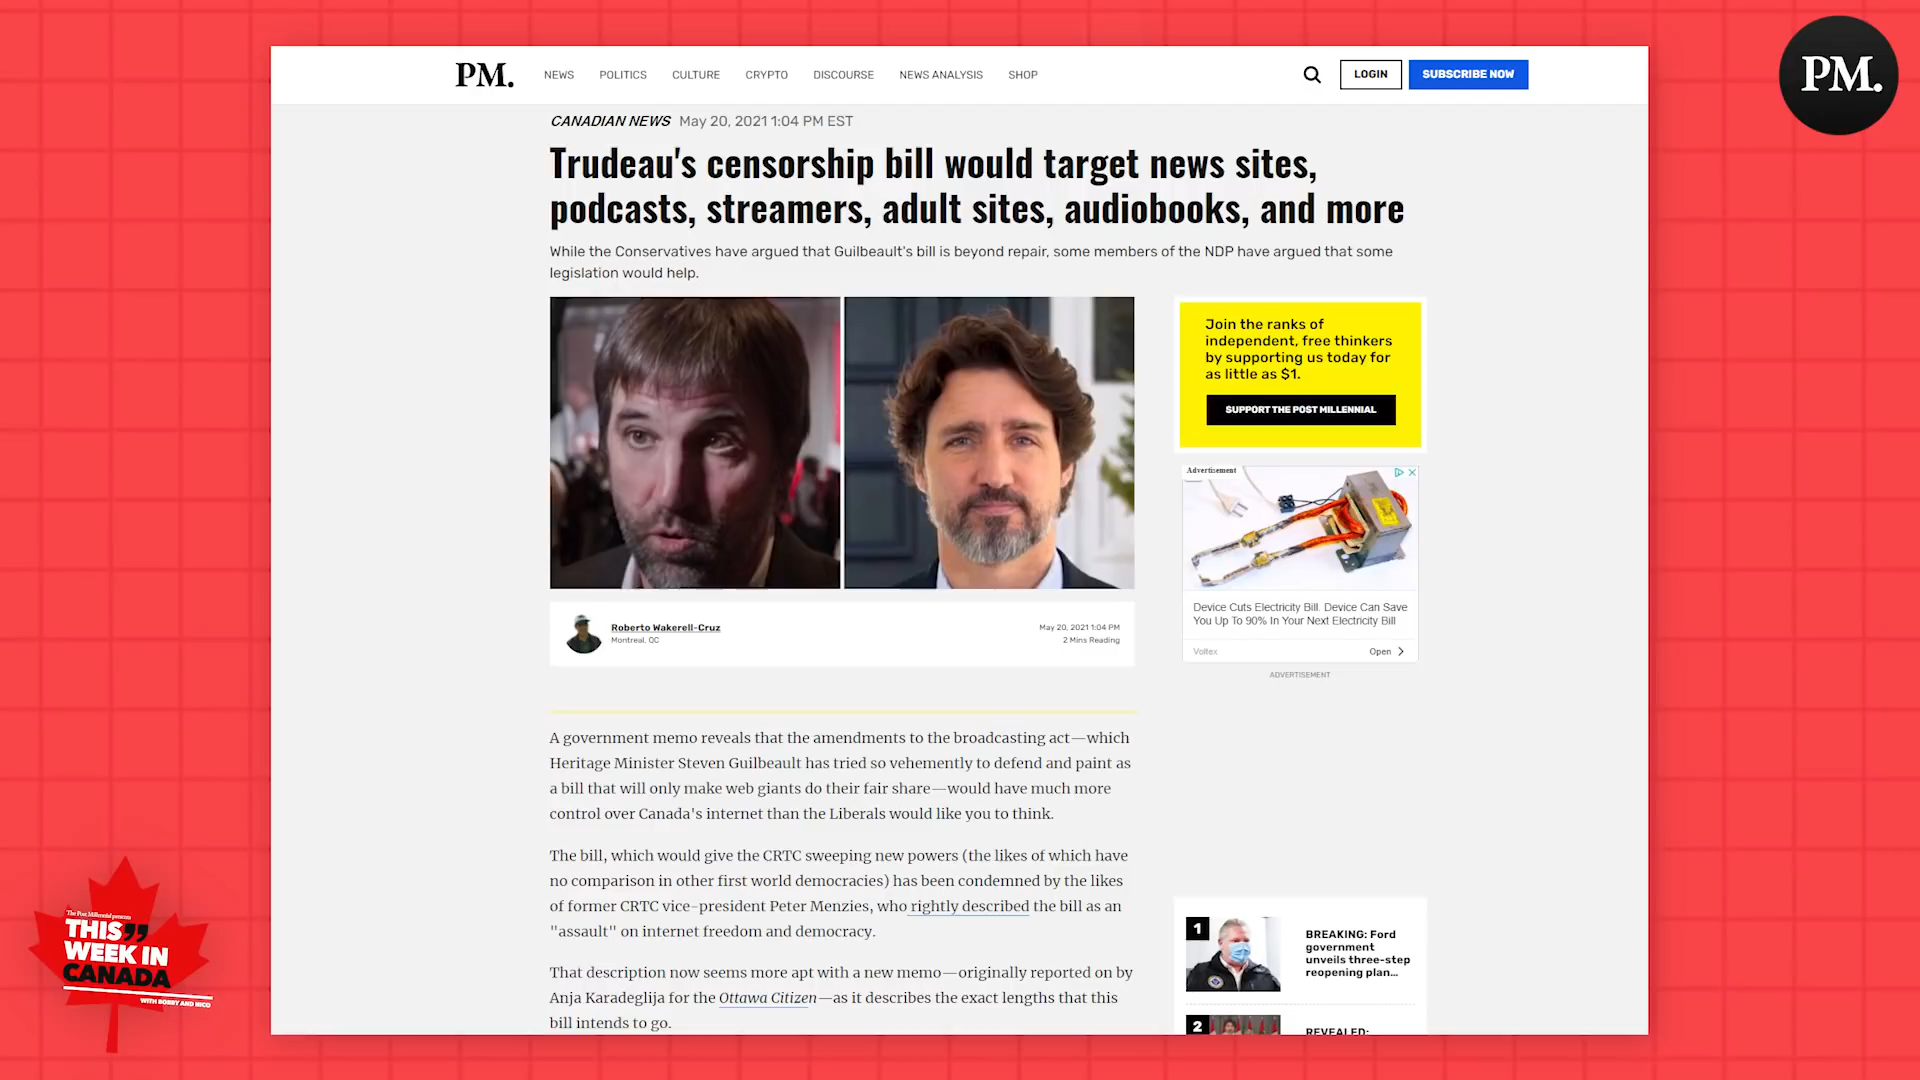 PM.
NEWS
POLITICS
CULTURE
CRYPTO
DISCOURSE
NEWS ANALYSIS
SHOP
LOGIN
SUBSCRIBE NOW
PM.
CANADIAN NEWS May 20, 2021 1:04 PM EST
Trudeau's censorship bill would target news sites,
podcasts, streamers, adult sites, audiobooks, and more
While the Conservatives have argued that Guilbeault's bill is beyond repair, some members of the NDP have argued that some
legislation would help.
Roberto Wakerell-Cruz
Montreal, QC
May 20, 2021 1:04 PM
2 Mins Reading
A government memo reveals that the amendments to the broadcasting act—which
Heritage Minister Steven Guilbeault has tried so vehemently to defend and paint as
a bill that will only make web giants do their fair share—would have much more
control over Canada's internet than the Liberals would like you to think.
The bill, which would give the CRTC sweeping new powers (the likes of which have
no comparison in other first world democracies) has been condemned by the likes
of former CRTC vice-president Peter Menzies, who rightly described the bill as an
"assault" on internet freedom and democracy.
That description now seems more apt with a new memo—originally reported on by
Anja Karadeglija for the Ottawa Citizen—as it describes the exact lengths that this
bill intends to go.
Join the ranks of
independent, free thinkers
by supporting us today for
as little as $1.
SUPPORT THE POST MILLENNIAL
Advertisement
Device Cuts Electricity Bill. Device Can Save
You Up To 90% In Your Next Electricity Bill
Voltex
Open
ADVERTISEMENT
1
BREAKING: Ford
government
unveils three-step
reopening plan...
2
REVEALED:
The Post Millennial presents
THIS
WEEK IN
CANADA
WITH BOBBY AND NICO